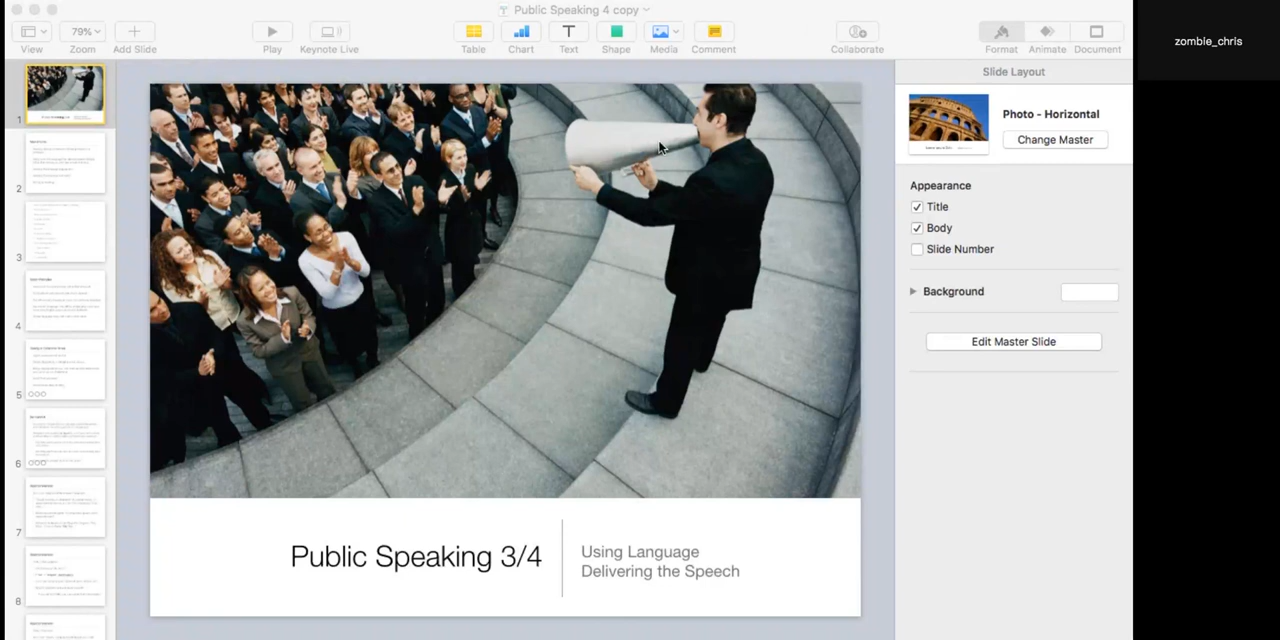 Public Speaking 4 copy
79%
View
Zoom
Add Slide
Play
Keynote Live
Table
Chart
Text
Shape
Media
Comment
Collaborate
Format
Animate
Document
zombie_chris
Slide Layout
Photo - Horizontal
Change Master
Appearance
Title
Body
Slide Number
Background
Edit Master Slide
1
2
3
4
5
6
7
8
Public Speaking 3/4
Using Language
Delivering the Speech